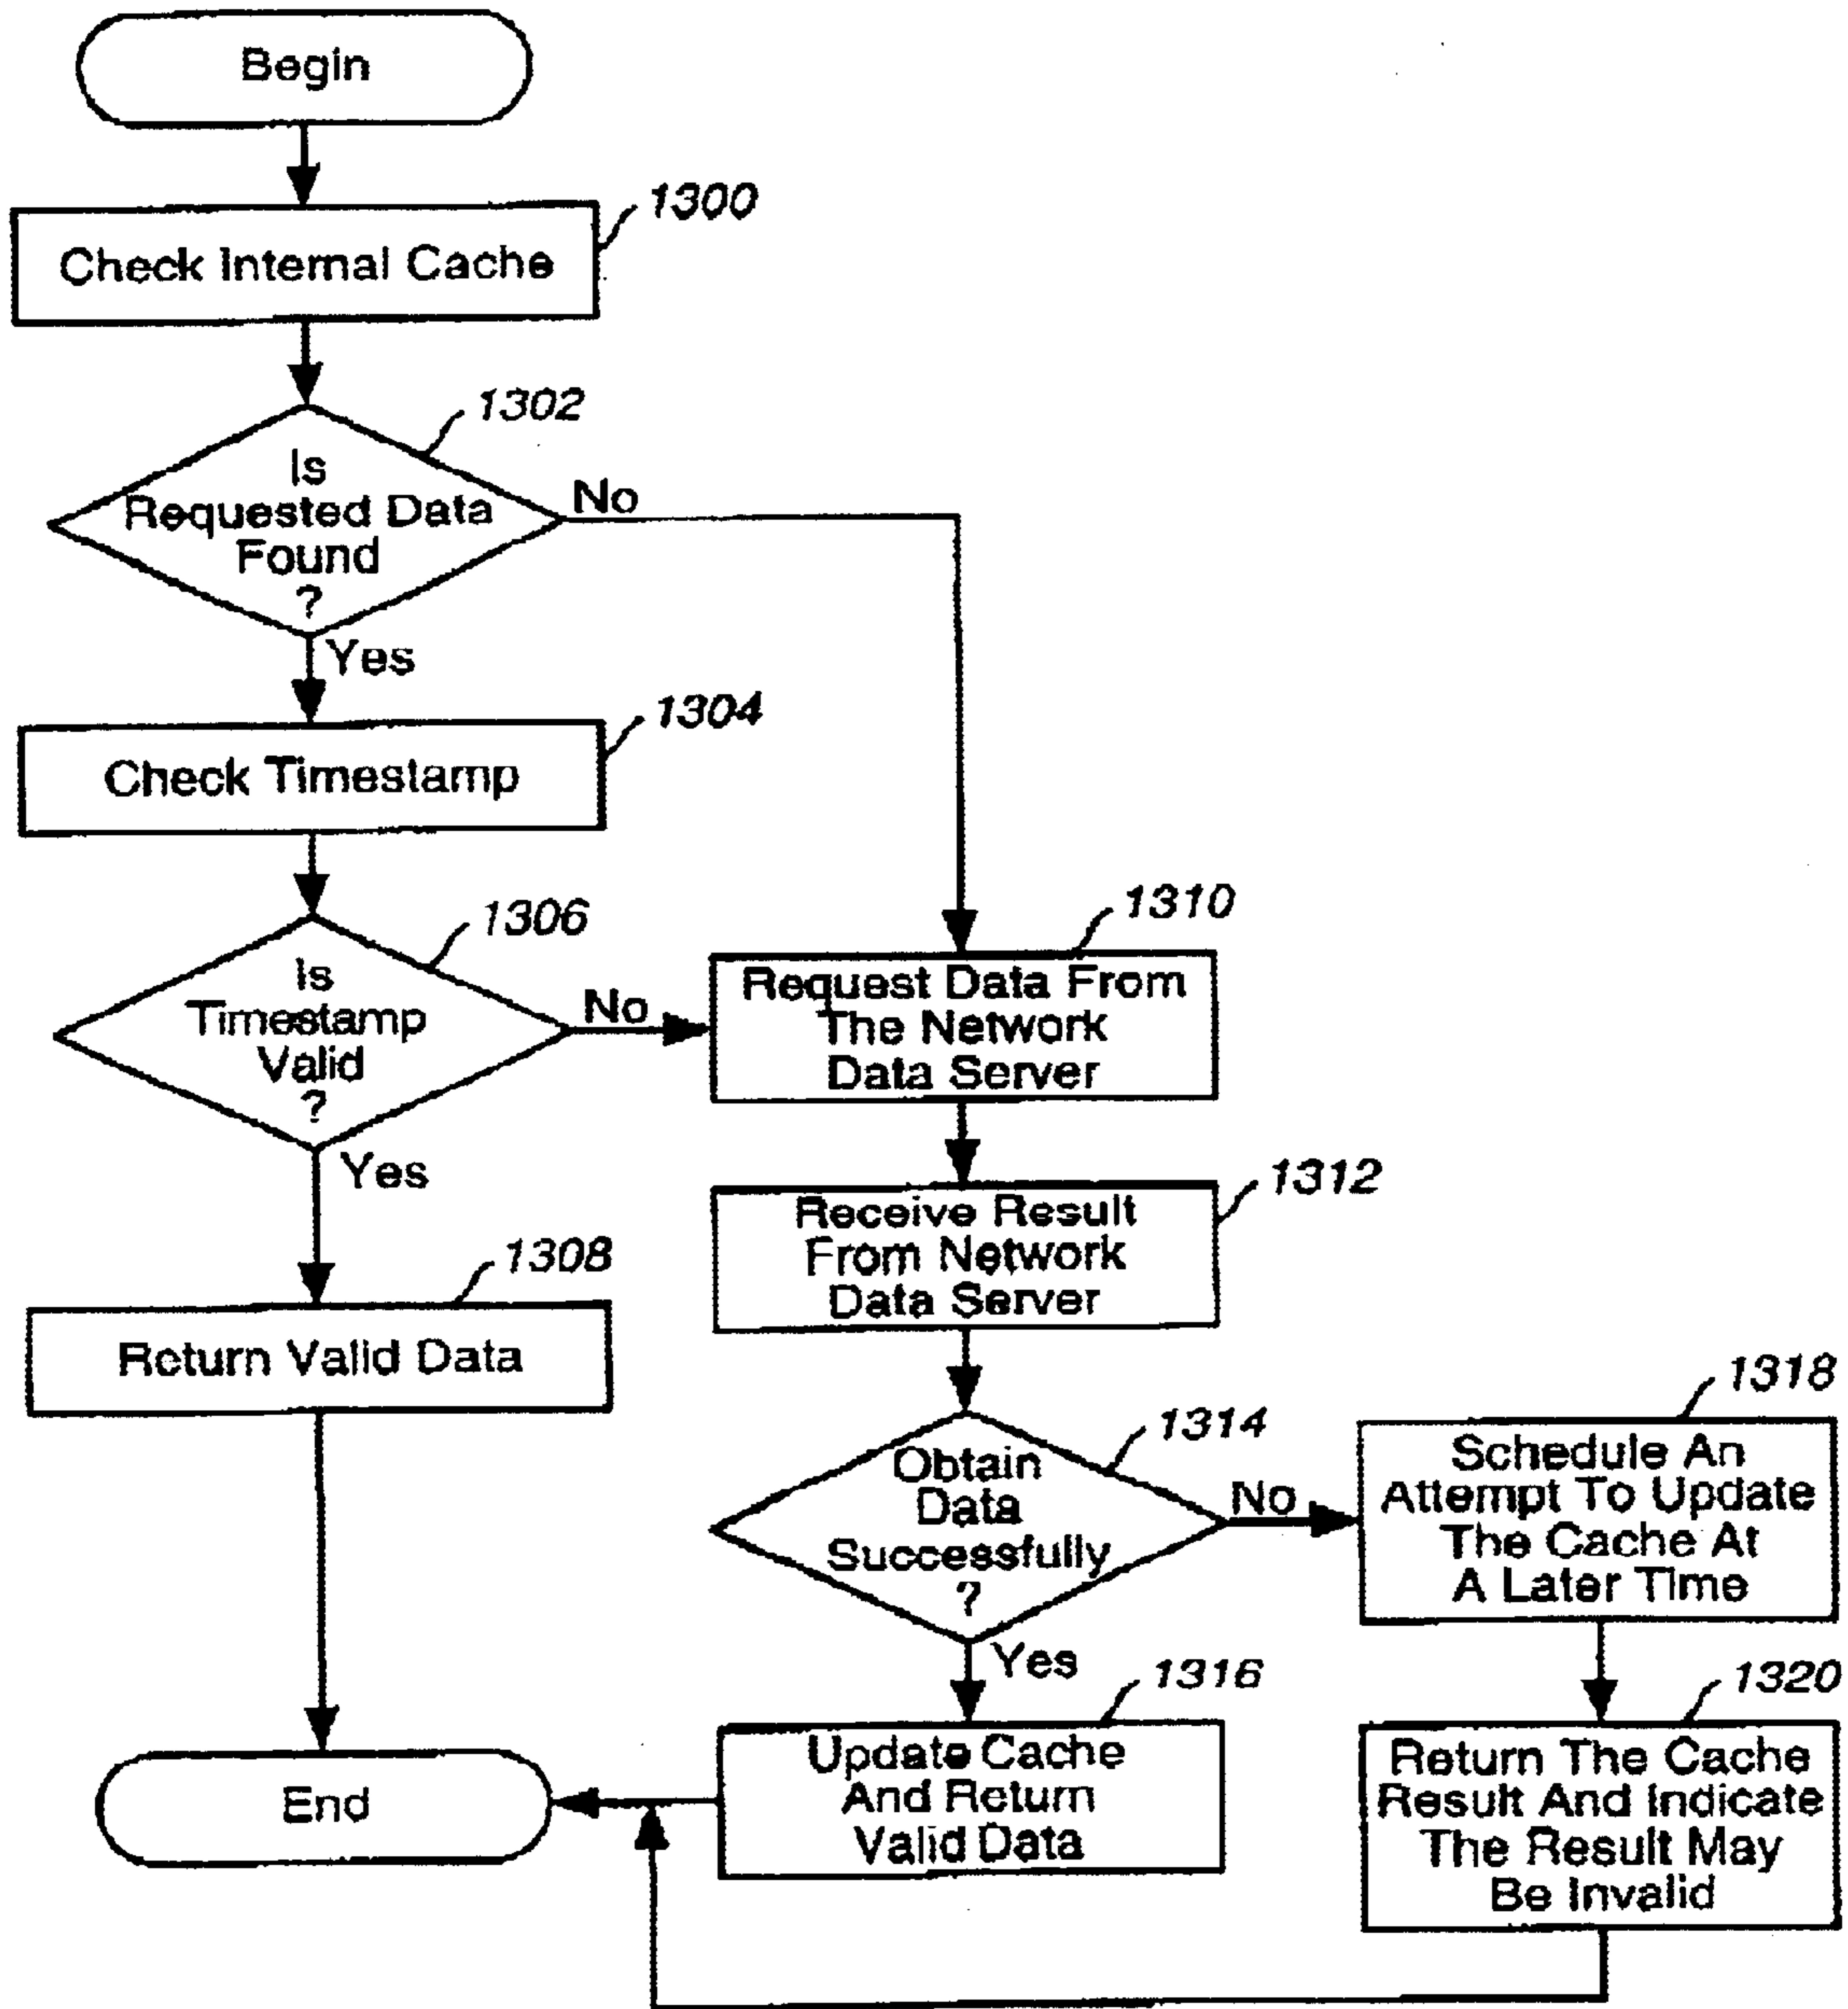 Begin
1300
Check Internal Cache
1302
Is
Requested Data
Found
?
No
Yes
1304
Check Timestamp
1306
Is
Timestamp
Valid
?
No
Yes
1308
Return Valid Data
1310
Request Data From
The Network
Data Server
1312
Receive Result
From Network
Data Server
1314
Obtain
Data
Successfully
?
No
Yes
1318
Schedule An
Attempt To Update
The Cache At
A Later Time
1316
Update Cache
And Return
Valid Data
1320
Return The Cache
Result And Indicate
The Result May
Be Invalid
End